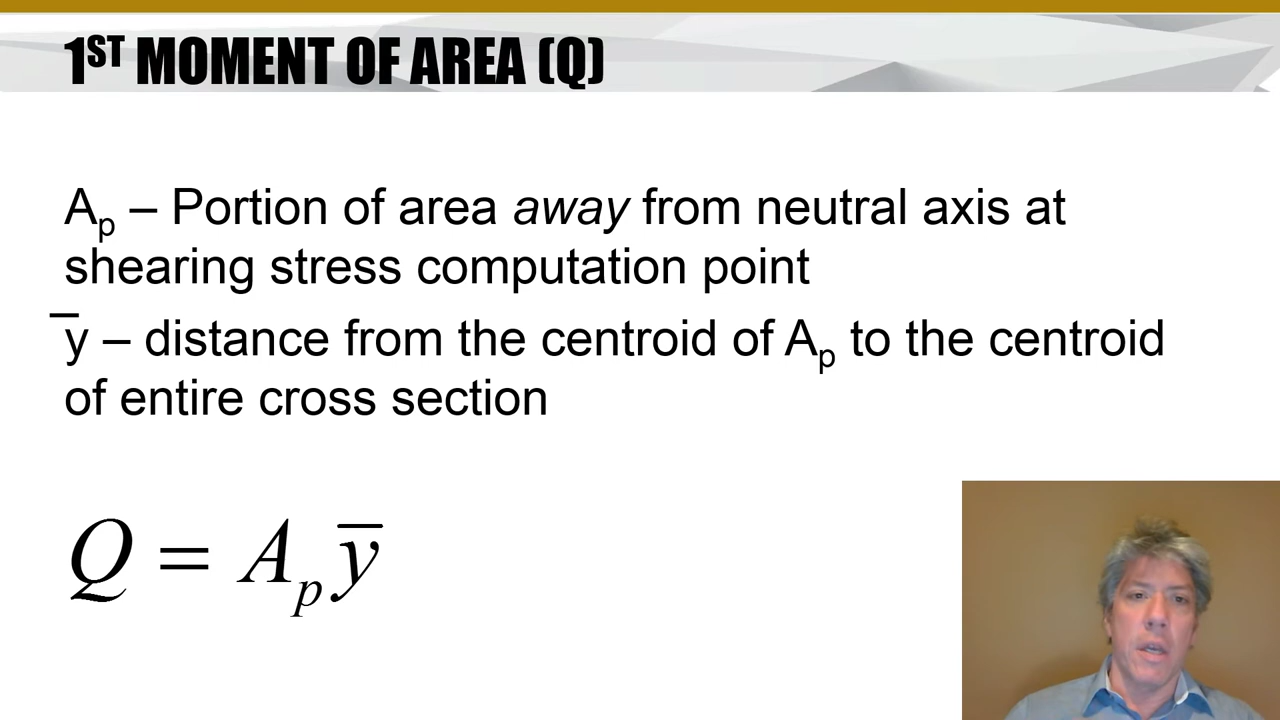 1ST MOMENT OF AREA (Q)
Aₚ – Portion of area away from neutral axis at
shearing stress computation point
y̅ – distance from the centroid of Aₚ to the centroid
of entire cross section
Q = Aₚ y̅